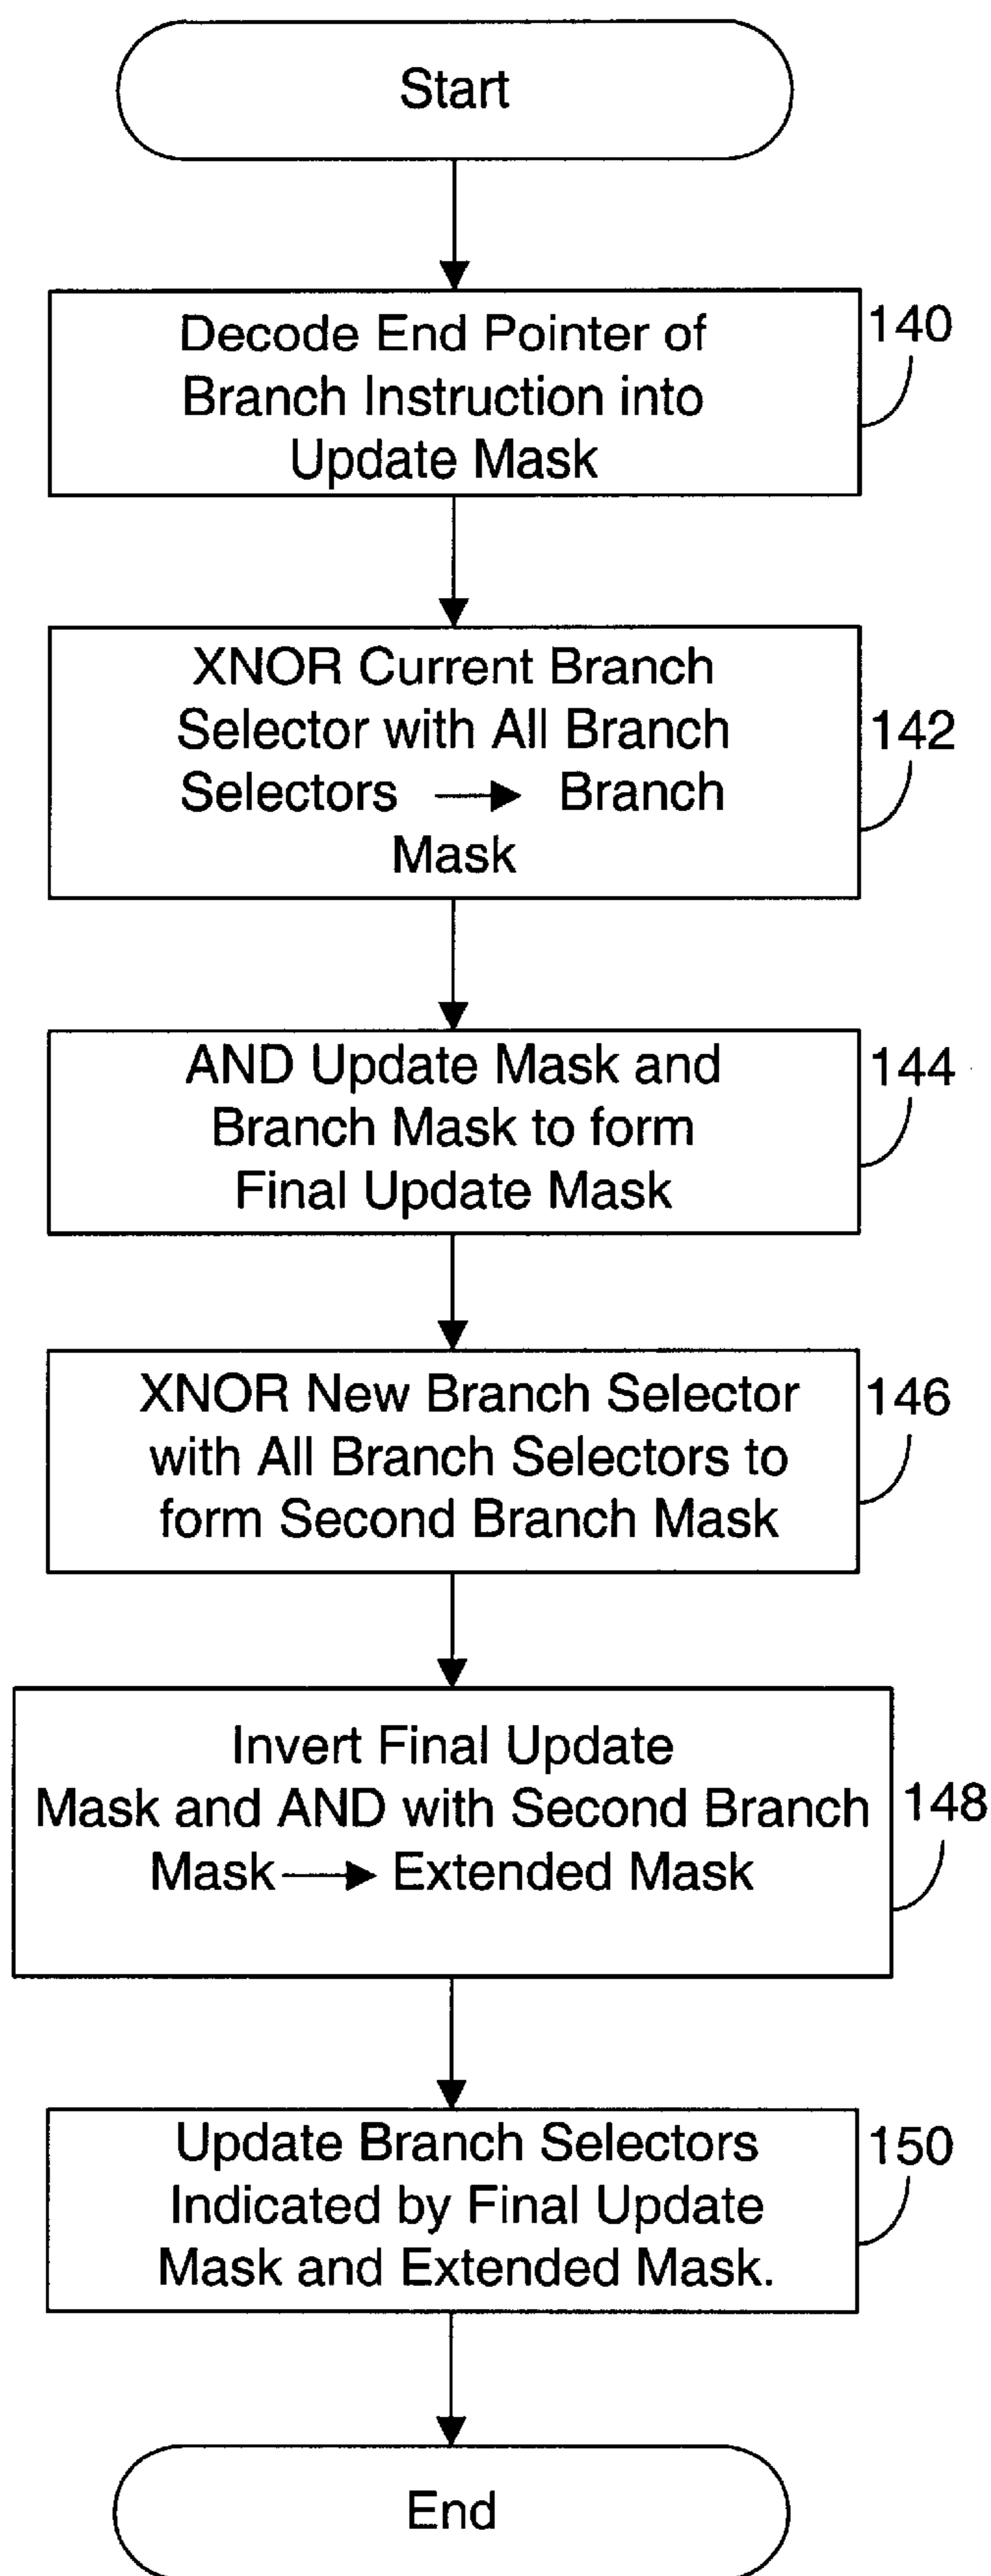 Start
Decode End Pointer of
Branch Instruction into
Update Mask
140
XNOR Current Branch
Selector with All Branch
Selectors → Branch
Mask
142
AND Update Mask and
Branch Mask to form
Final Update Mask
144
XNOR New Branch Selector
with All Branch Selectors to
form Second Branch Mask
146
Invert Final Update
Mask and AND with Second Branch
Mask → Extended Mask
148
Update Branch Selectors
Indicated by Final Update
Mask and Extended Mask.
150
End